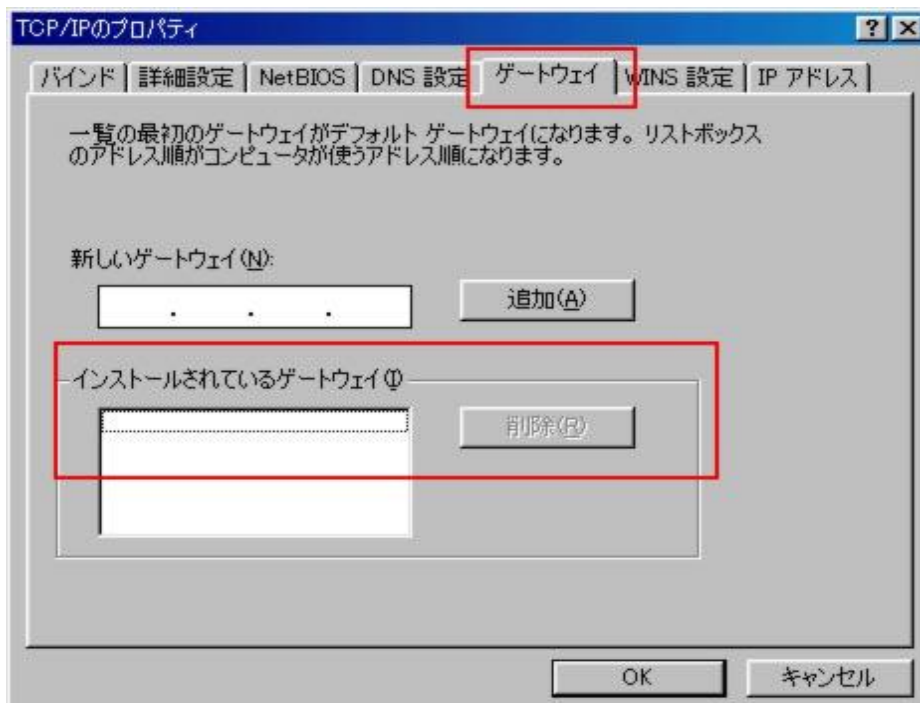 TCP/IPのプロパティ
バインド 詳細設定 NetBIOS DNS 設定 ゲートウェイ WINS 設定 IP アドレス
一覧の最初のゲートウェイがデフォルト ゲートウェイになります。リストボックス
のアドレス順がコンピュータが使うアドレス順になります。
新しいゲートウェイ(N):
. . .
追加(A)
インストールされているゲートウェイ(I)
削除(R)
OK キャンセル